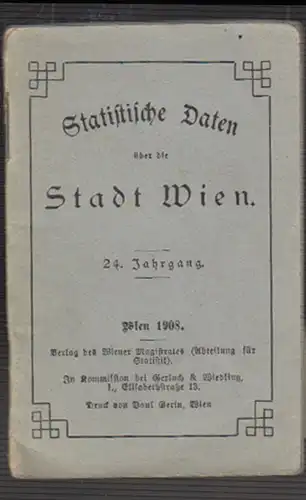 Statistische Daten
über die
Stadt Wien.
24. Jahrgang.
Wien 1908.
Verlag des Wiener Magistrates (Abteilung für
Statistik).
In Kommission bei Gerlach & Wiedling,
I., Elisabethstraße 13.
Druck von Paul Gerin, Wien